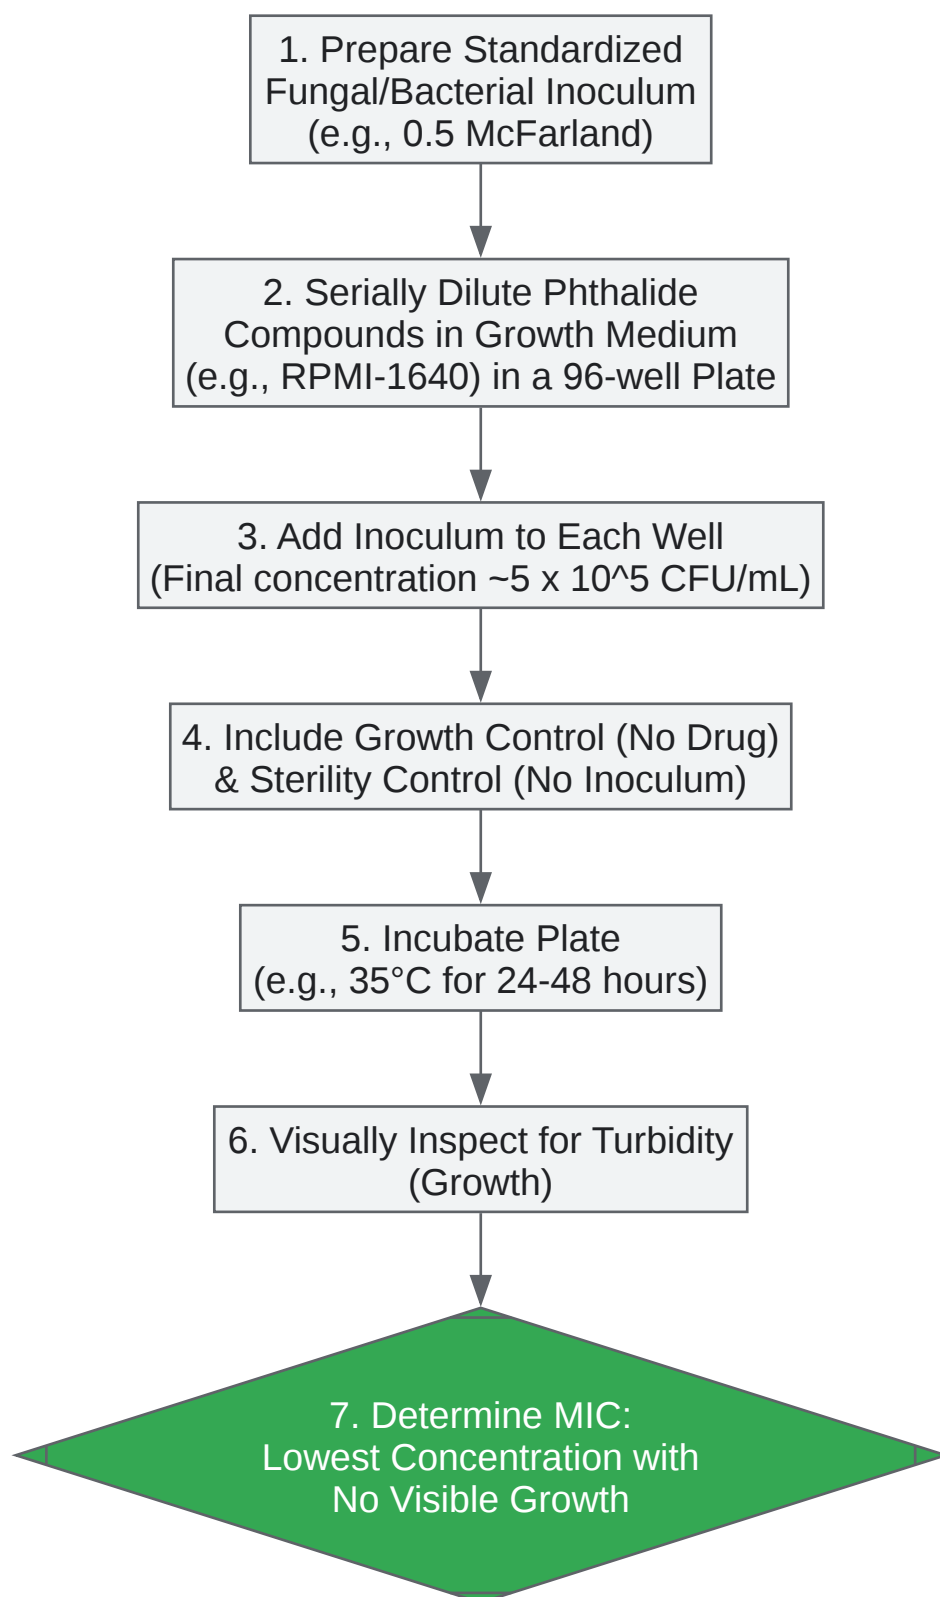 1. Prepare Standardized
Fungal/Bacterial Inoculum
(e.g., 0.5 McFarland)
2. Serially Dilute Phthalide
Compounds in Growth Medium
(e.g., RPMI-1640) in a 96-well Plate
3. Add Inoculum to Each Well
(Final concentration ~5 x 10^5 CFU/mL)
4. Include Growth Control (No Drug)
& Sterility Control (No Inoculum)
5. Incubate Plate
(e.g., 35°C for 24-48 hours)
6. Visually Inspect for Turbidity
(Growth)
7. Determine MIC:
Lowest Concentration with
No Visible Growth